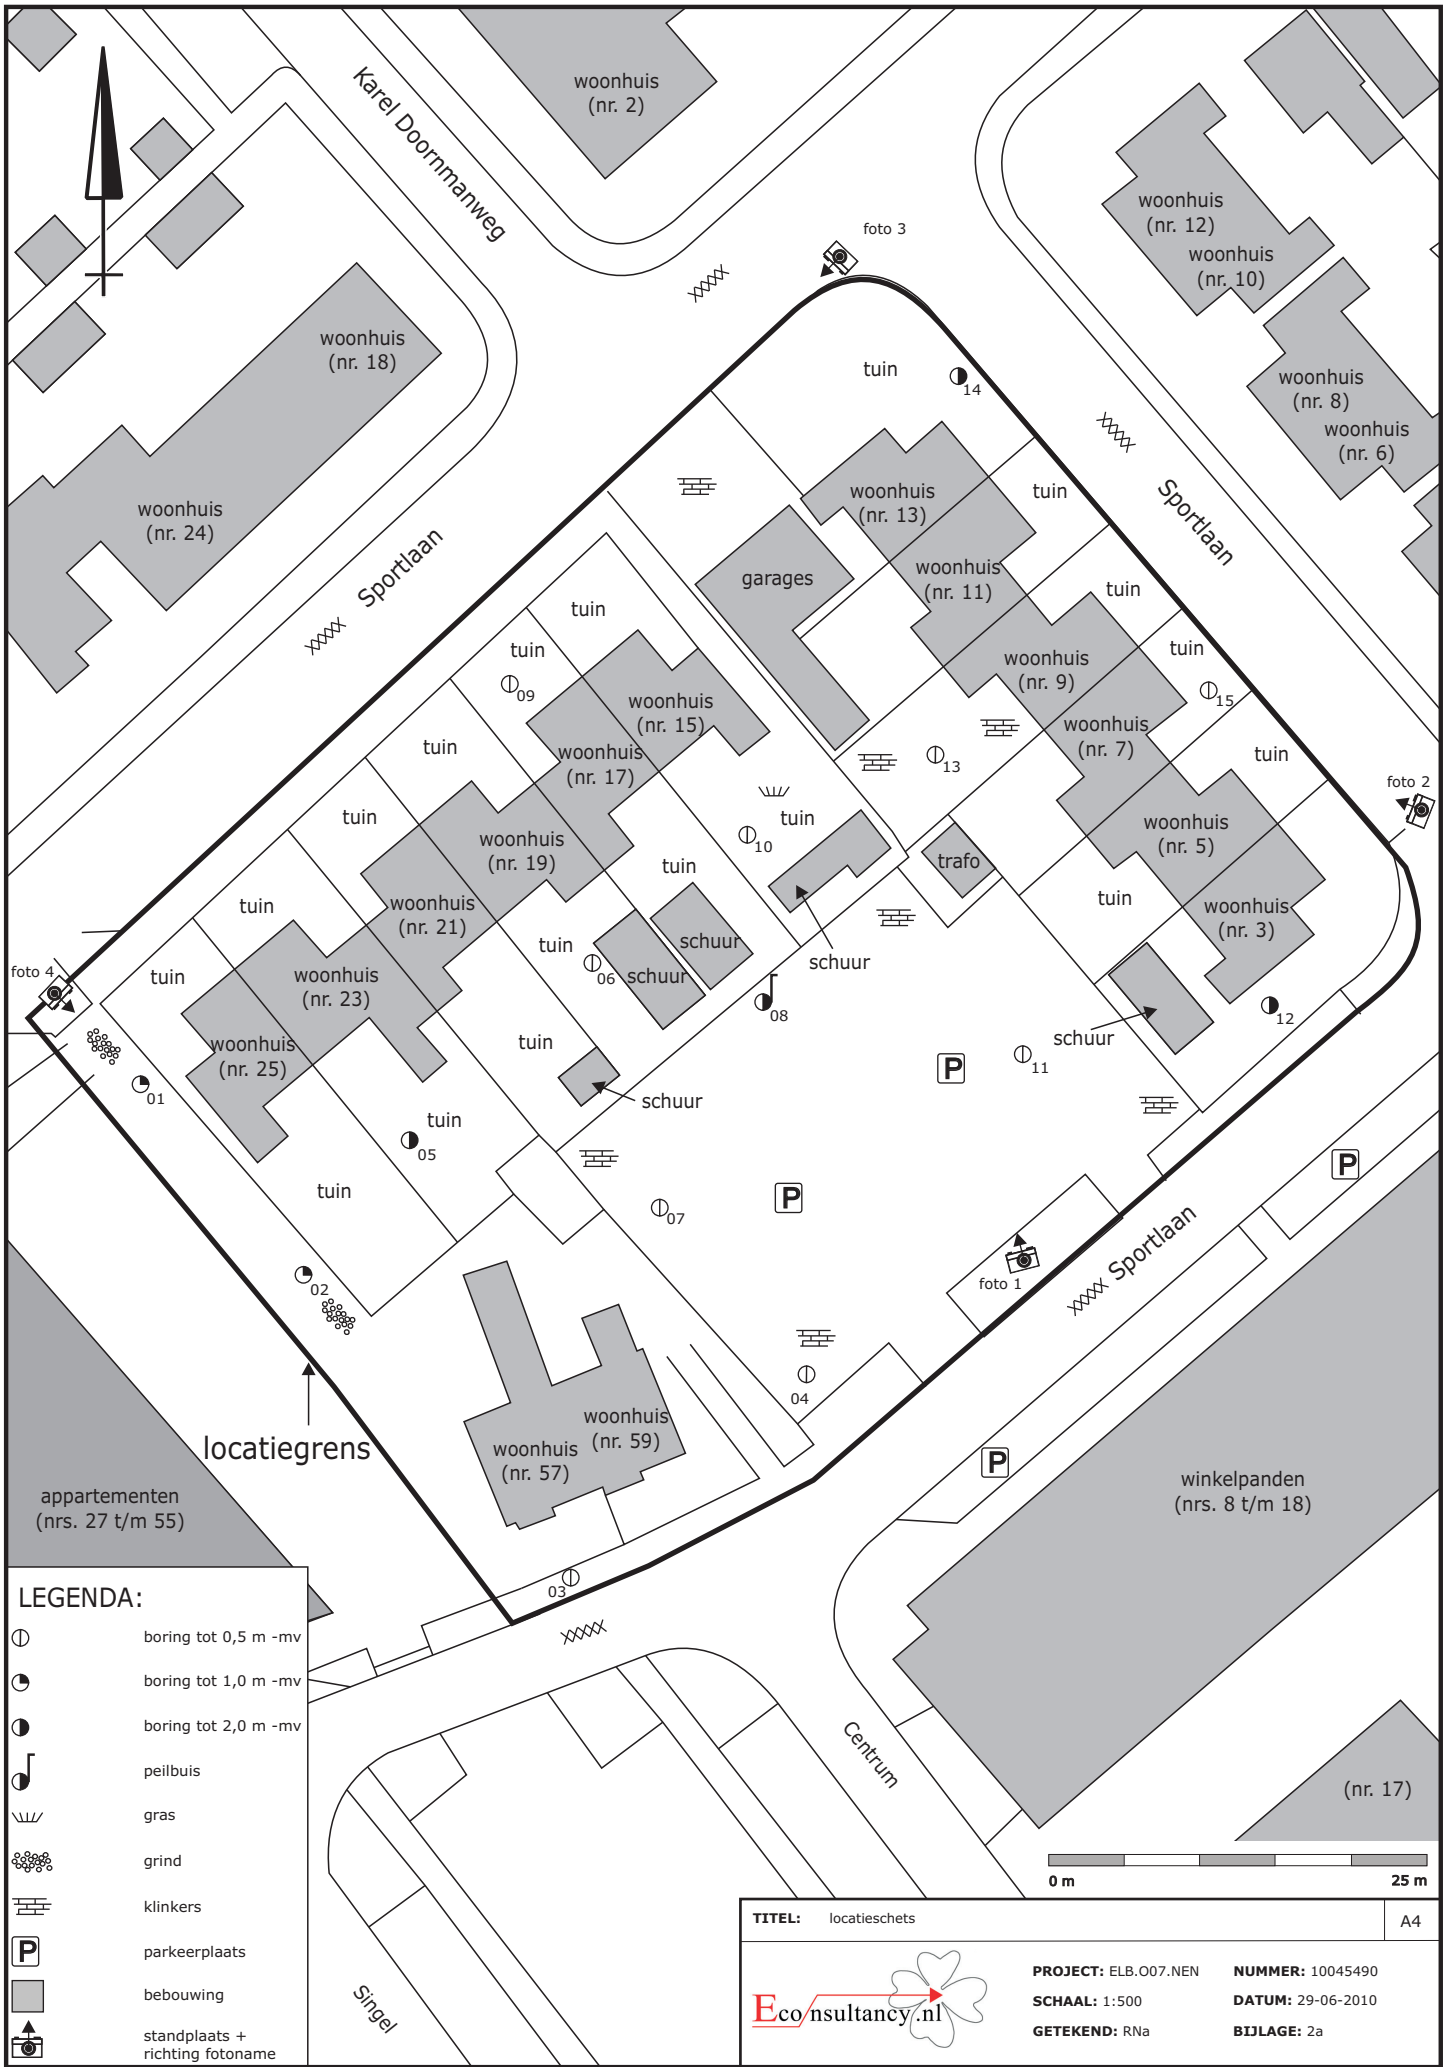 woonhuis
(nr. 2)
Karel Doornmanweg
woonhuis
(nr. 12)
woonhuis
(nr. 10)
foto 3
woonhuis
(nr. 18)
tuin
14
woonhuis
(nr. 8)
woonhuis
(nr. 6)
woonhuis
(nr. 24)
Sportlaan
woonhuis
(nr. 13)
tuin
Sportlaan
garages
woonhuis
(nr. 11)
tuin
tuin
tuin
09
woonhuis
(nr. 9)
tuin
15
woonhuis
(nr. 15)
woonhuis
(nr. 7)
tuin
tuin
woonhuis
(nr. 17)
13
foto 2
tuin
tuin
10
woonhuis
(nr. 19)
woonhuis
(nr. 5)
tuin
trafo
tuin
tuin
woonhuis
(nr. 21)
woonhuis
(nr. 3)
tuin
schuur
schuur
foto 4
tuin
woonhuis
(nr. 23)
06
schuur
08
12
schuur
woonhuis
(nr. 25)
tuin
P
11
01
schuur
tuin
05
tuin
P
P
07
Sportlaan
foto 1
02
04
locatiegrens
woonhuis
(nr. 59)
woonhuis
(nr. 57)
P
winkelpanden
(nrs. 8 t/m 18)
appartementen
(nrs. 27 t/m 55)
03
Centrum
(nr. 17)
Singel
LEGENDA:
boring tot 0,5 m -mv
boring tot 1,0 m -mv
boring tot 2,0 m -mv
peilbuis
gras
grind
klinkers
P parkeerplaats
bebouwing
standplaats +
richting fotoname
0 m 25 m
TITEL: locatieschets A4
Econsultancy.nl
PROJECT: ELB.O07.NEN NUMMER: 10045490
SCHAAL: 1:500 DATUM: 29-06-2010
GETEKEND: RNa BIJLAGE: 2a